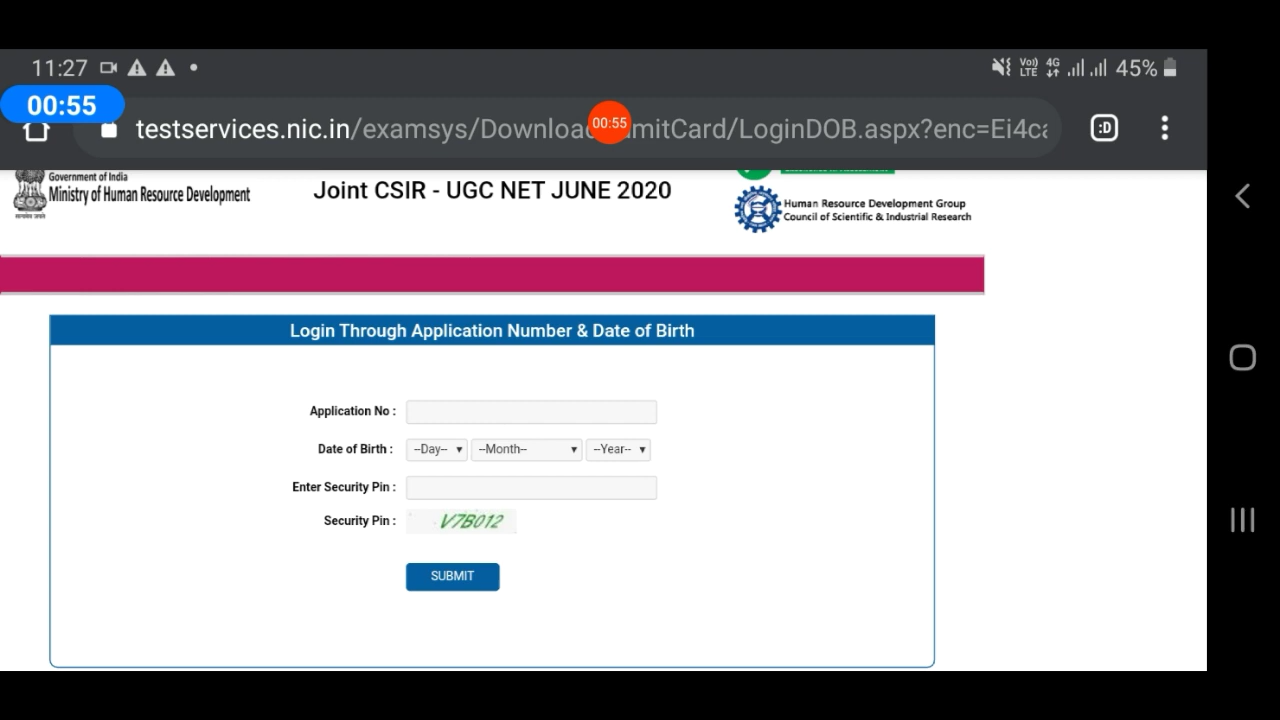 11:27
Vo)) 4G 45%
LTE
00:55
testservices.nic.in/examsys/Downloa
00:55
mitCard/LoginDOB.aspx?enc=Ei4ca
:D
Government of India
Ministry of Human Resource Development
Joint CSIR - UGC NET JUNE 2020
Human Resource Development Group
Council of Scientific & Industrial Research
Login Through Application Number & Date of Birth
Application No :
Date of Birth : --Day-- --Month-- --Year--
Enter Security Pin :
Security Pin : V7B012
SUBMIT